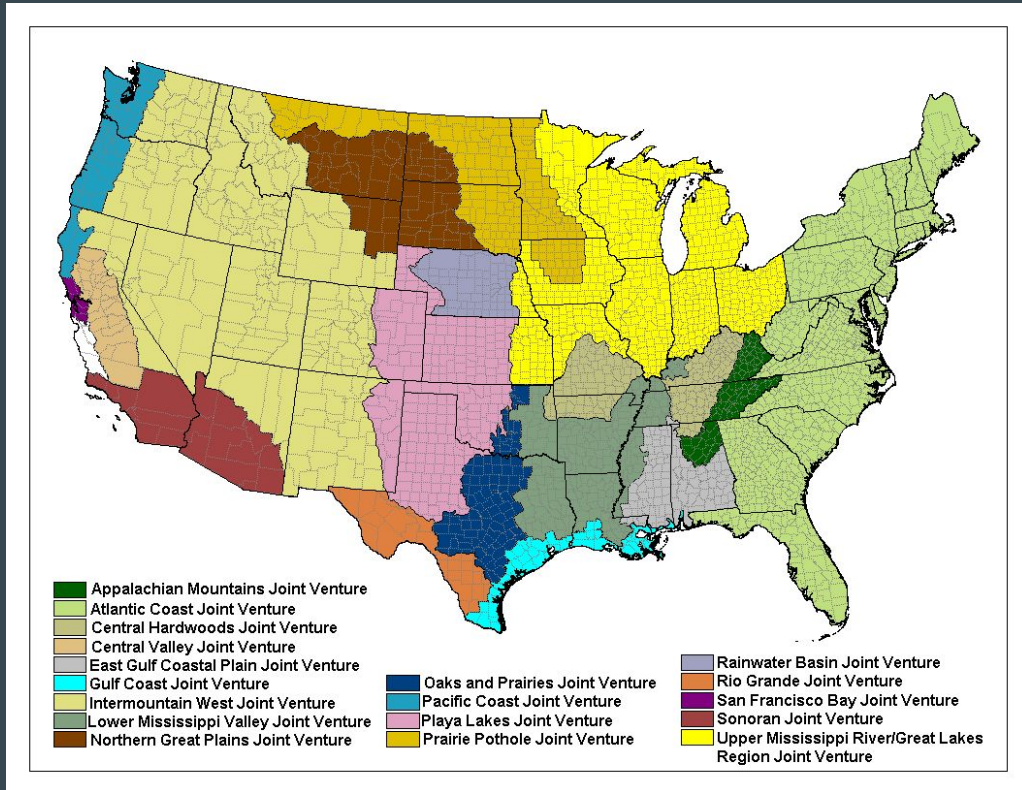 Appalachian Mountains Joint Venture
Atlantic Coast Joint Venture
Central Hardwoods Joint Venture
Central Valley Joint Venture
East Gulf Coastal Plain Joint Venture
Gulf Coast Joint Venture
Intermountain West Joint Venture
Lower Mississippi Valley Joint Venture
Northern Great Plains Joint Venture
Oaks and Prairies Joint Venture
Pacific Coast Joint Venture
Playa Lakes Joint Venture
Prairie Pothole Joint Venture
Rainwater Basin Joint Venture
Rio Grande Joint Venture
San Francisco Bay Joint Venture
Sonoran Joint Venture
Upper Mississippi River/Great Lakes
Region Joint Venture